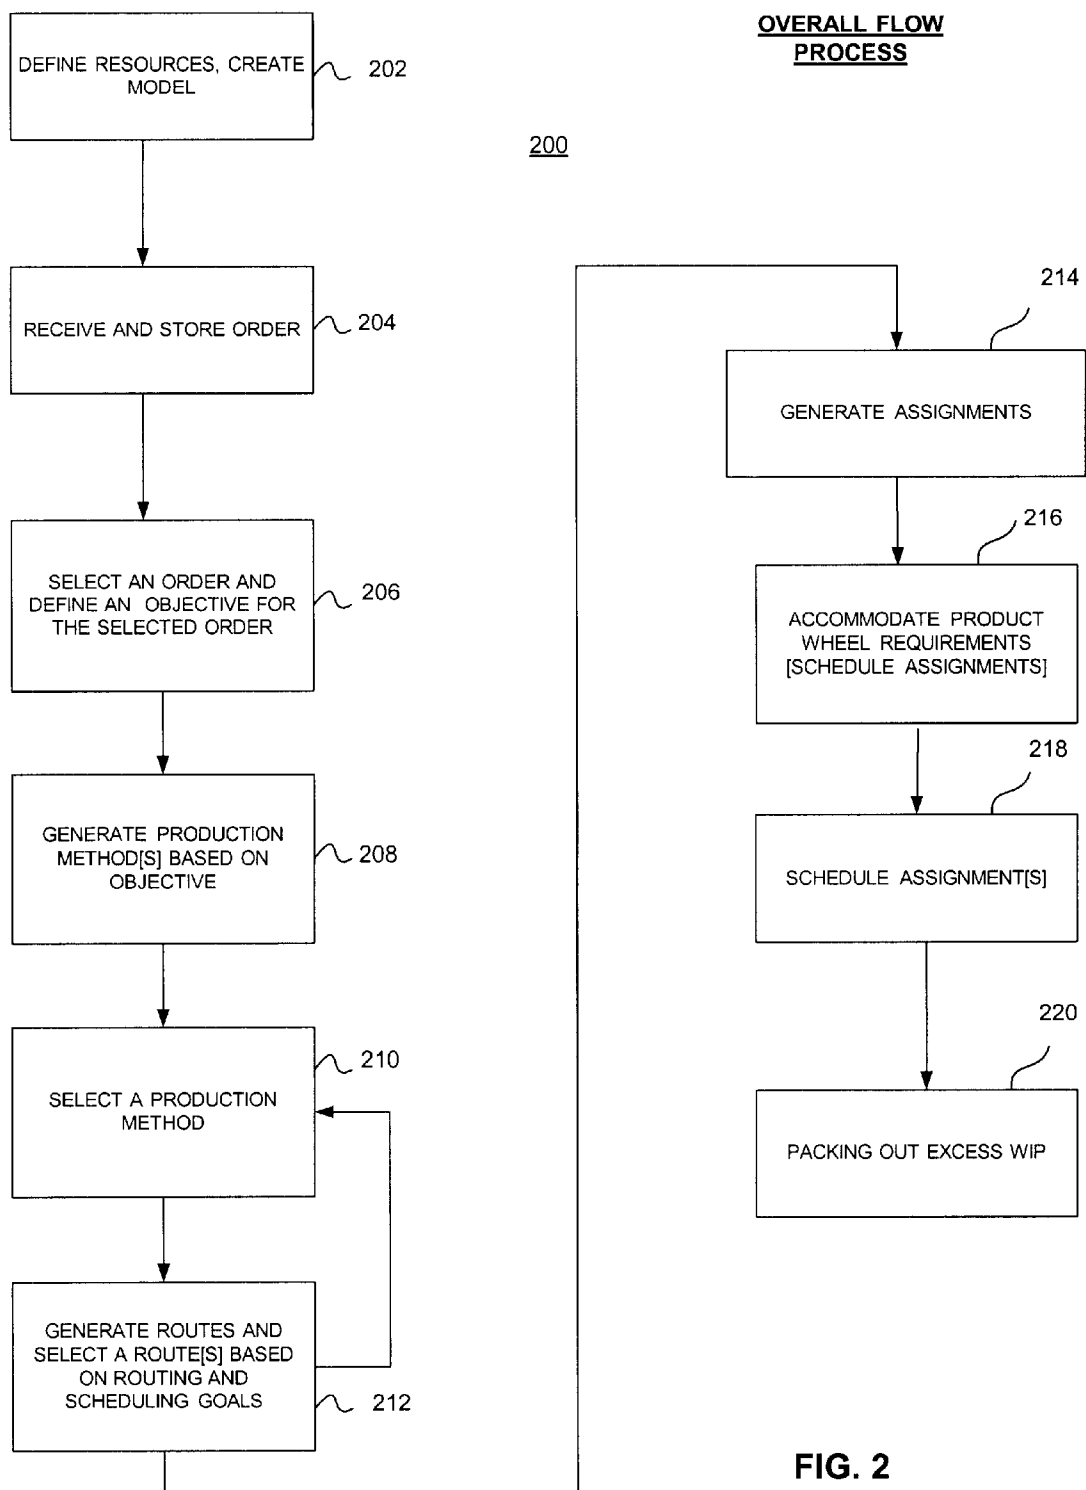 OVERALL FLOW
PROCESS
200
DEFINE RESOURCES, CREATE
MODEL
202
RECEIVE AND STORE ORDER
204
SELECT AN ORDER AND
DEFINE AN OBJECTIVE FOR
THE SELECTED ORDER
206
GENERATE PRODUCTION
METHOD[S] BASED ON
OBJECTIVE
208
SELECT A PRODUCTION
METHOD
210
GENERATE ROUTES AND
SELECT A ROUTE[S] BASED
ON ROUTING AND
SCHEDULING GOALS
212
214
GENERATE ASSIGNMENTS
216
ACCOMMODATE PRODUCT
WHEEL REQUIREMENTS
[SCHEDULE ASSIGNMENTS]
218
SCHEDULE ASSIGNMENT[S]
220
PACKING OUT EXCESS WIP
FIG. 2